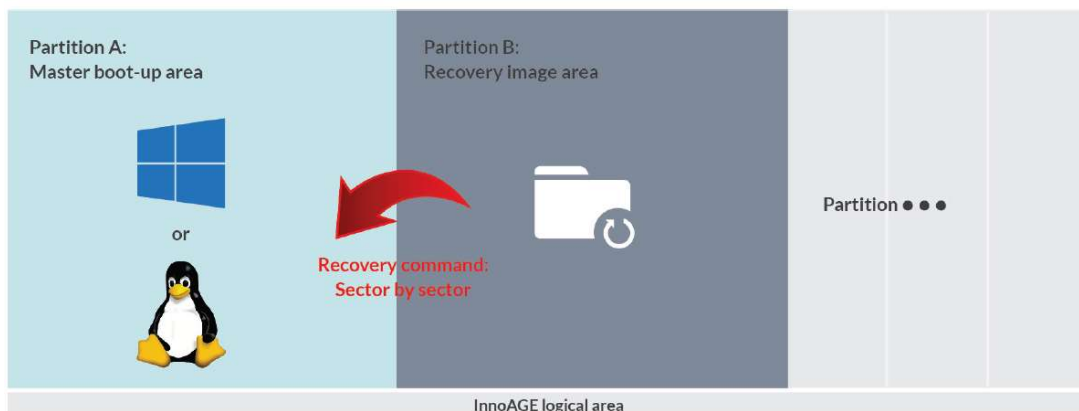 Partition A:
Master boot-up area
Partition B:
Recovery image area
or
Recovery command:
Sector by sector
Partition ● ● ●
InnoAGE logical area